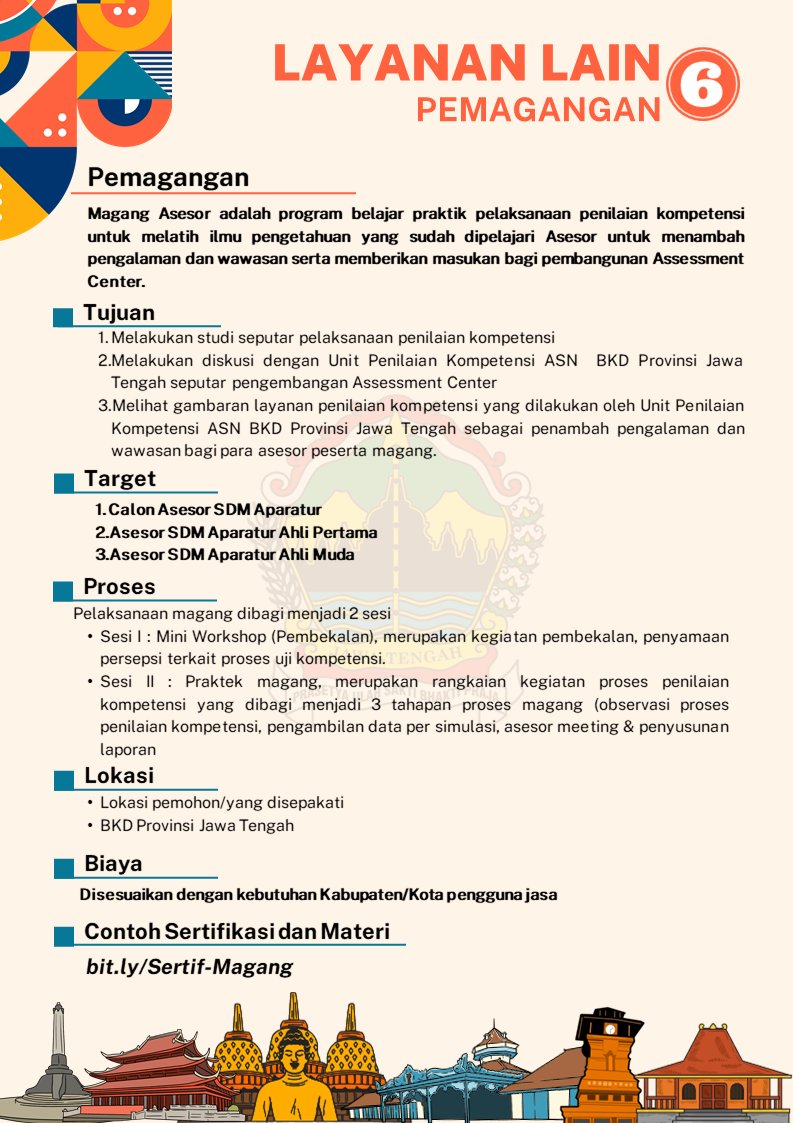 LAYANAN LAIN
6
PEMAGANGAN
Pemagangan
Magang Asesor adalah program belajar praktik pelaksanaan penilaian kompetensi
untuk melatih ilmu pengetahuan yang sudah dipelajari Asesor untuk menambah
pengalaman dan wawasan serta memberikan masukan bagi pembangunan Assessment
Center.
Tujuan
1. Melakukan studi seputar pelaksanaan penilaian kompetensi
2.Melakukan diskusi dengan Unit Penilaian Kompetensi ASN BKD Provinsi Jawa
Tengah seputar pengembangan Assessment Center
3.Melihat gambaran layanan penilaian kompetensi yang dilakukan oleh Unit Penilaian
Kompetensi ASN BKD Provinsi Jawa Tengah sebagai penambah pengalaman dan
wawasan bagi para asesor peserta magang.
Target
1. Calon Asesor SDM Aparatur
2.Asesor SDM Aparatur Ahli Pertama
3.Asesor SDM Aparatur Ahli Muda
Proses
Pelaksanaan magang dibagi menjadi 2 sesi
• Sesi I : Mini Workshop (Pembekalan), merupakan kegiatan pembekalan, penyamaan
persepsi terkait proses uji kompetensi.
JAWA TENGAH
• Sesi II : Praktek magang, merupakan rangkaian kegiatan proses penilaian
PRASETYA ULAH SAKTI BHAKTI PRAJA
kompetensi yang dibagi menjadi 3 tahapan proses magang (observasi proses
penilaian kompetensi, pengambilan data per simulasi, asesor meeting & penyusunan
laporan
Lokasi
• Lokasi pemohon/yang disepakati
• BKD Provinsi Jawa Tengah
Biaya
Disesuaikan dengan kebutuhan Kabupaten/Kota pengguna jasa
Contoh Sertifikasi dan Materi
bit.ly/Sertif-Magang